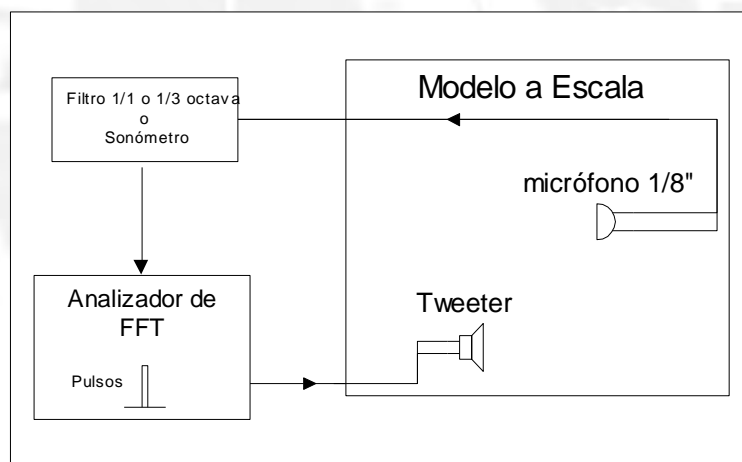 Filtro 1/1 o 1/3 octava
o
Sonómetro
Modelo a Escala
micrófono 1/8"
Tweeter
Analizador de
FFT
Pulsos